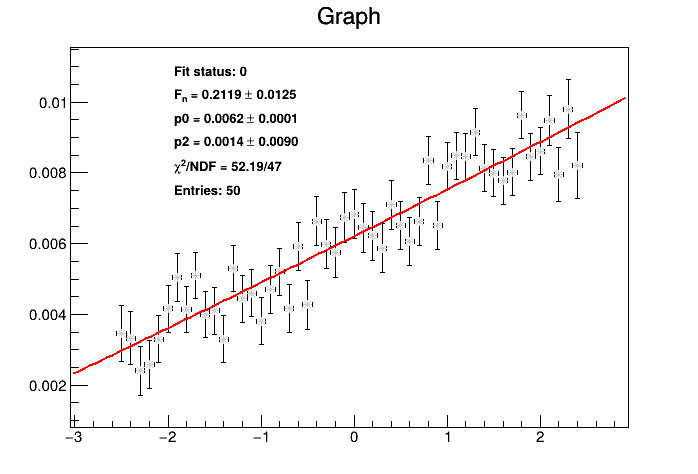 Graph
Fit status: 0
Fn = 0.2119 ± 0.0125
p0 = 0.0062 ± 0.0001
p2 = 0.0014 ± 0.0090
χ²/NDF = 52.19/47
Entries: 50
0.01
0.008
0.006
0.004
0.002
−3 −2 −1 0 1 2